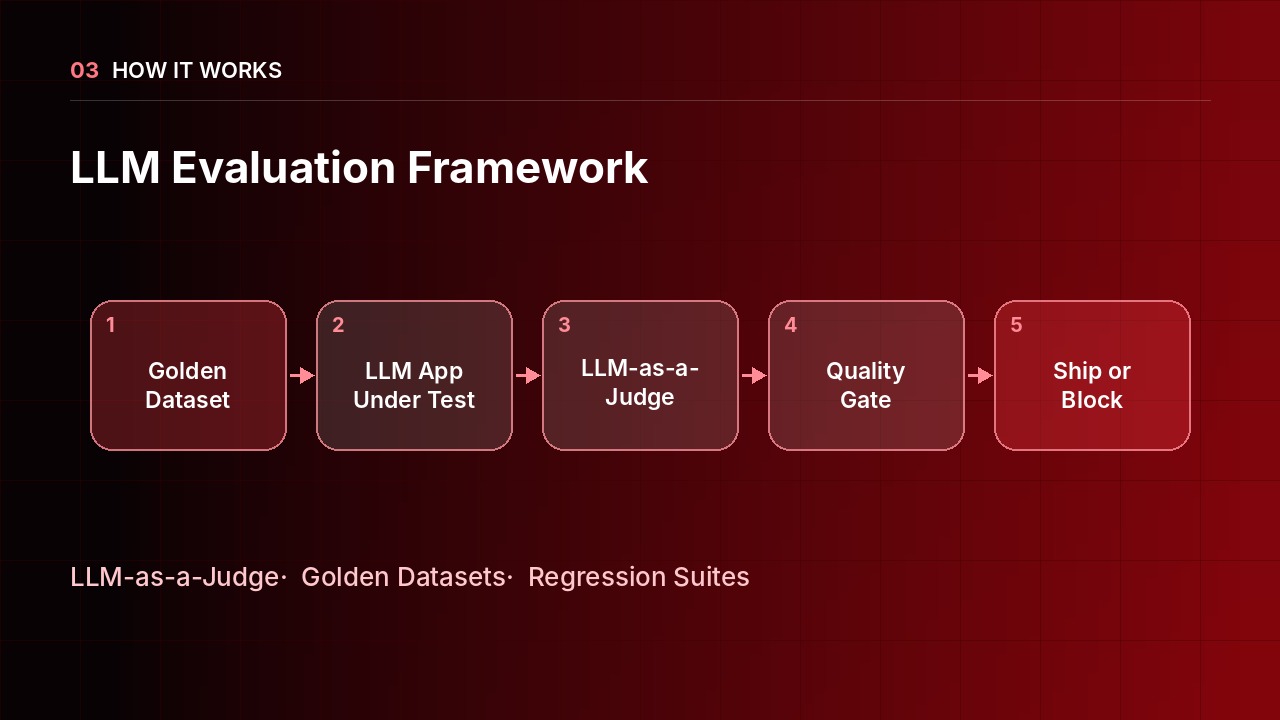 03 HOW IT WORKS
LLM Evaluation Framework
1
Golden
Dataset
2
LLM App
Under Test
3
LLM-as-a-
Judge
4
Quality
Gate
5
Ship or
Block
LLM-as-a-Judge· Golden Datasets· Regression Suites